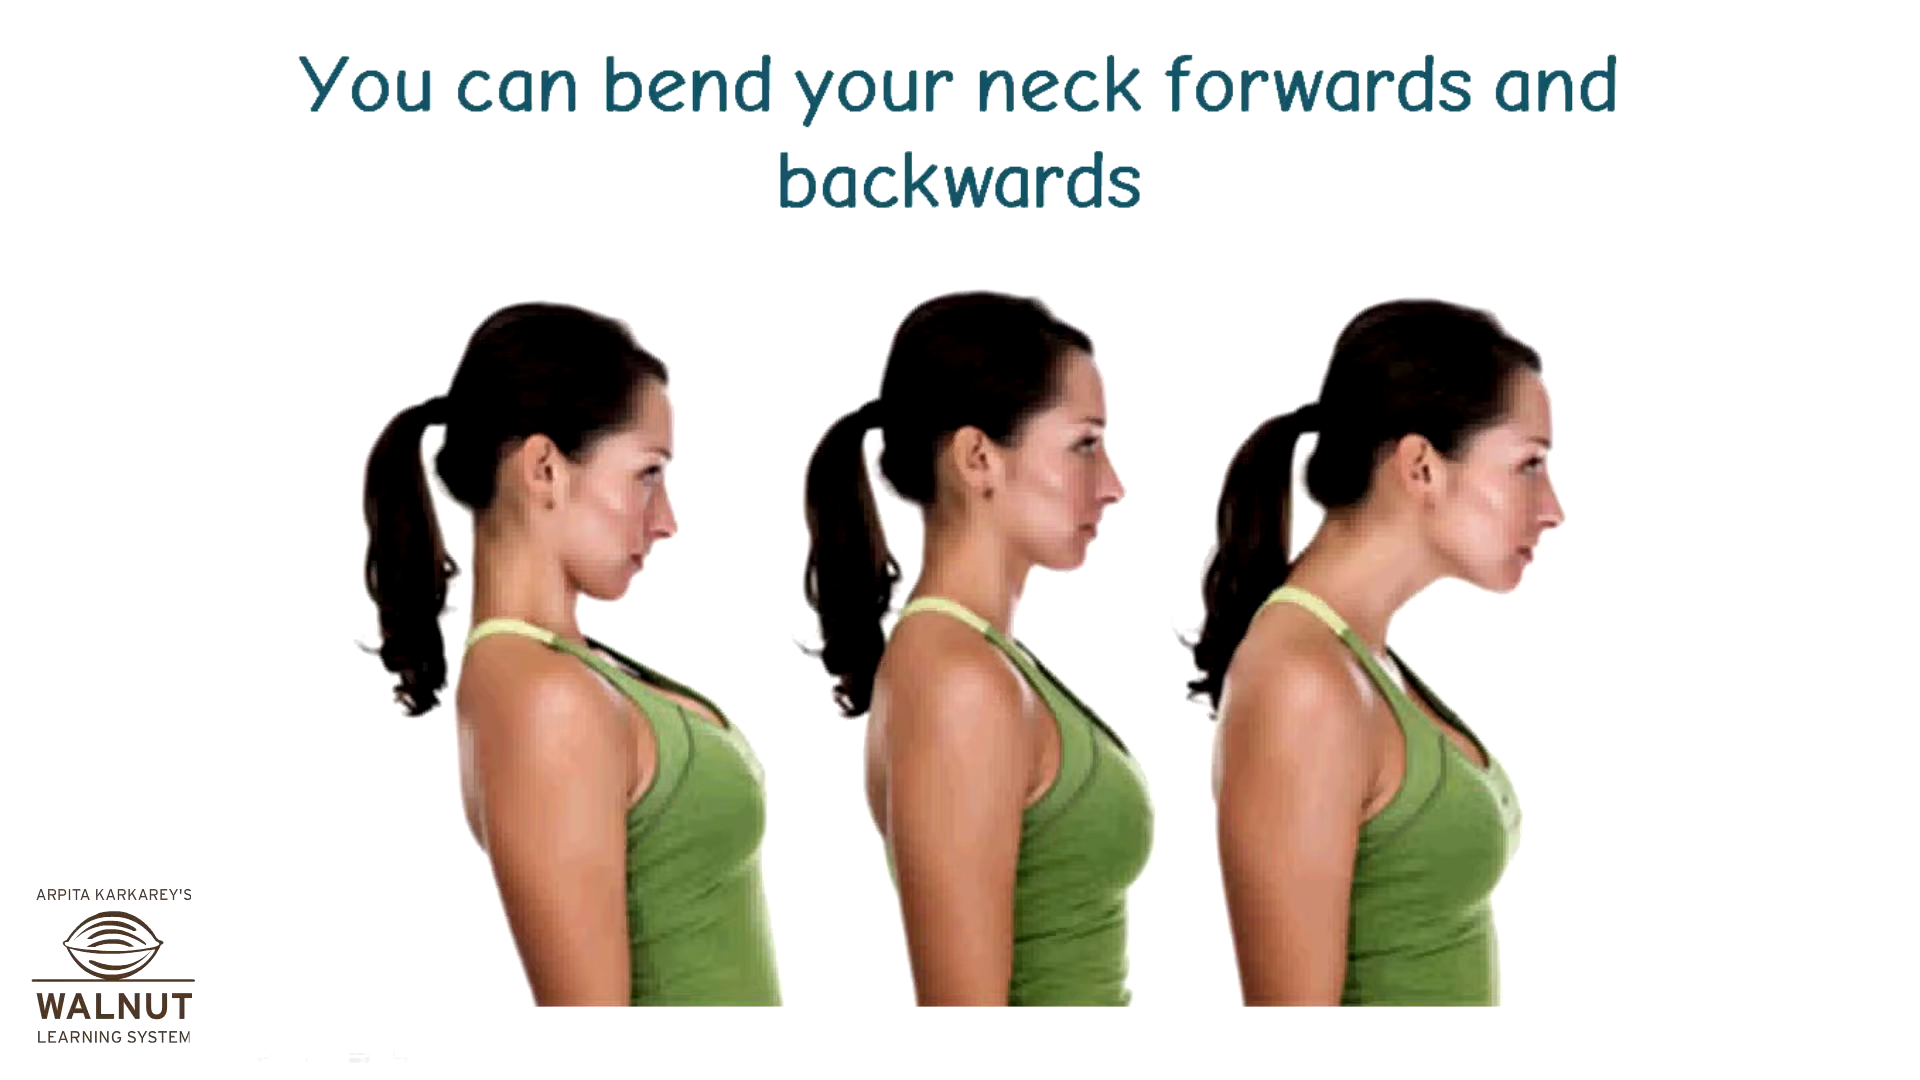 You can bend your neck forwards and
backwards
ARPITA KARKAREY'S
WALNUT
LEARNING SYSTEM